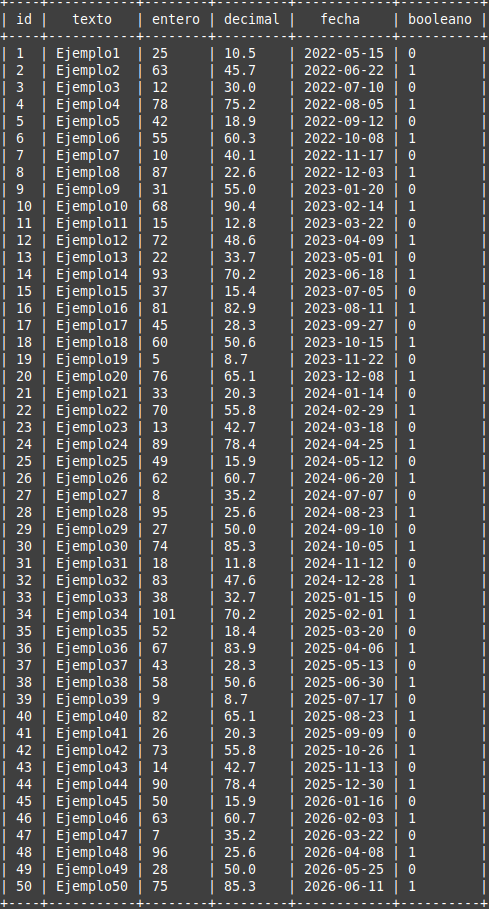 +----+-----------+--------+---------+------------+----------+
| id |   texto   | entero | decimal |   fecha    | booleano |
+----+-----------+--------+---------+------------+----------+
| 1  | Ejemplo1  | 25     | 10.5    | 2022-05-15 | 0        |
| 2  | Ejemplo2  | 63     | 45.7    | 2022-06-22 | 1        |
| 3  | Ejemplo3  | 12     | 30.0    | 2022-07-10 | 0        |
| 4  | Ejemplo4  | 78     | 75.2    | 2022-08-05 | 1        |
| 5  | Ejemplo5  | 42     | 18.9    | 2022-09-12 | 0        |
| 6  | Ejemplo6  | 55     | 60.3    | 2022-10-08 | 1        |
| 7  | Ejemplo7  | 10     | 40.1    | 2022-11-17 | 0        |
| 8  | Ejemplo8  | 87     | 22.6    | 2022-12-03 | 1        |
| 9  | Ejemplo9  | 31     | 55.0    | 2023-01-20 | 0        |
| 10 | Ejemplo10 | 68     | 90.4    | 2023-02-14 | 1        |
| 11 | Ejemplo11 | 15     | 12.8    | 2023-03-22 | 0        |
| 12 | Ejemplo12 | 72     | 48.6    | 2023-04-09 | 1        |
| 13 | Ejemplo13 | 22     | 33.7    | 2023-05-01 | 0        |
| 14 | Ejemplo14 | 93     | 70.2    | 2023-06-18 | 1        |
| 15 | Ejemplo15 | 37     | 15.4    | 2023-07-05 | 0        |
| 16 | Ejemplo16 | 81     | 82.9    | 2023-08-11 | 1        |
| 17 | Ejemplo17 | 45     | 28.3    | 2023-09-27 | 0        |
| 18 | Ejemplo18 | 60     | 50.6    | 2023-10-15 | 1        |
| 19 | Ejemplo19 | 5      | 8.7     | 2023-11-22 | 0        |
| 20 | Ejemplo20 | 76     | 65.1    | 2023-12-08 | 1        |
| 21 | Ejemplo21 | 33     | 20.3    | 2024-01-14 | 0        |
| 22 | Ejemplo22 | 70     | 55.8    | 2024-02-29 | 1        |
| 23 | Ejemplo23 | 13     | 42.7    | 2024-03-18 | 0        |
| 24 | Ejemplo24 | 89     | 78.4    | 2024-04-25 | 1        |
| 25 | Ejemplo25 | 49     | 15.9    | 2024-05-12 | 0        |
| 26 | Ejemplo26 | 62     | 60.7    | 2024-06-20 | 1        |
| 27 | Ejemplo27 | 8      | 35.2    | 2024-07-07 | 0        |
| 28 | Ejemplo28 | 95     | 25.6    | 2024-08-23 | 1        |
| 29 | Ejemplo29 | 27     | 50.0    | 2024-09-10 | 0        |
| 30 | Ejemplo30 | 74     | 85.3    | 2024-10-05 | 1        |
| 31 | Ejemplo31 | 18     | 11.8    | 2024-11-12 | 0        |
| 32 | Ejemplo32 | 83     | 47.6    | 2024-12-28 | 1        |
| 33 | Ejemplo33 | 38     | 32.7    | 2025-01-15 | 0        |
| 34 | Ejemplo34 | 101    | 70.2    | 2025-02-01 | 1        |
| 35 | Ejemplo35 | 52     | 18.4    | 2025-03-20 | 0        |
| 36 | Ejemplo36 | 67     | 83.9    | 2025-04-06 | 1        |
| 37 | Ejemplo37 | 43     | 28.3    | 2025-05-13 | 0        |
| 38 | Ejemplo38 | 58     | 50.6    | 2025-06-30 | 1        |
| 39 | Ejemplo39 | 9      | 8.7     | 2025-07-17 | 0        |
| 40 | Ejemplo40 | 82     | 65.1    | 2025-08-23 | 1        |
| 41 | Ejemplo41 | 26     | 20.3    | 2025-09-09 | 0        |
| 42 | Ejemplo42 | 73     | 55.8    | 2025-10-26 | 1        |
| 43 | Ejemplo43 | 14     | 42.7    | 2025-11-13 | 0        |
| 44 | Ejemplo44 | 90     | 78.4    | 2025-12-30 | 1        |
| 45 | Ejemplo45 | 50     | 15.9    | 2026-01-16 | 0        |
| 46 | Ejemplo46 | 63     | 60.7    | 2026-02-03 | 1        |
| 47 | Ejemplo47 | 7      | 35.2    | 2026-03-22 | 0        |
| 48 | Ejemplo48 | 96     | 25.6    | 2026-04-08 | 1        |
| 49 | Ejemplo49 | 28     | 50.0    | 2026-05-25 | 0        |
| 50 | Ejemplo50 | 75     | 85.3    | 2026-06-11 | 1        |
+----+-----------+--------+---------+------------+----------+